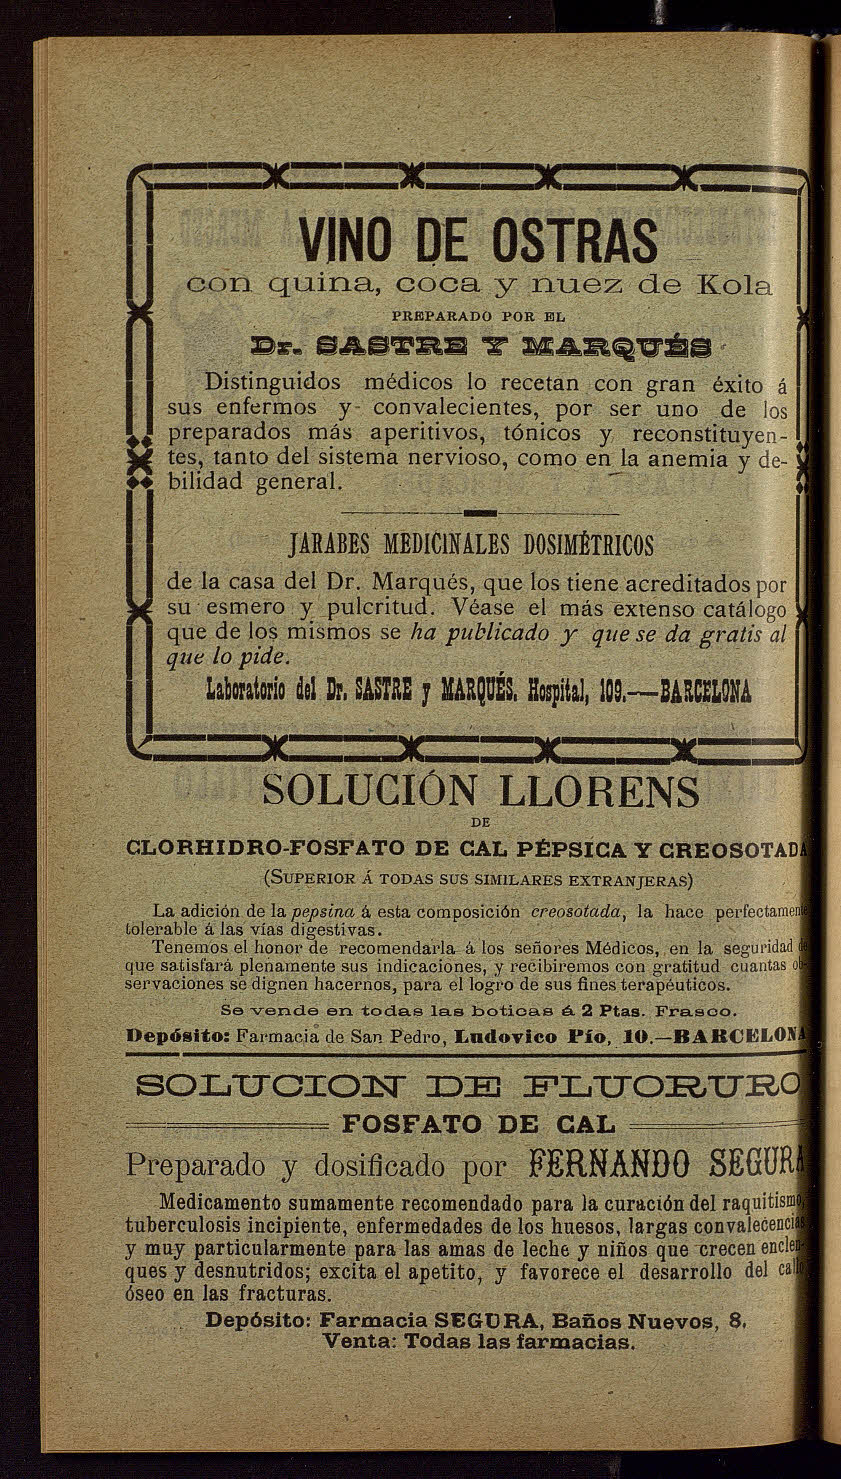 VINO DE OSTRAS
con quina, coca y nuez de Kola
PREPARADO POR EL
Dr. SASTRE Y MARQUÉS
Distinguidos médicos lo recetan con gran éxito á
sus enfermos y convalecientes, por ser uno de los
preparados más aperitivos, tónicos y reconstituyen-
tes, tanto del sistema nervioso, como en la anemia y de-
bilidad general.
JARABES MEDICINALES DOSIMÉTRICOS
de la casa del Dr. Marqués, que los tiene acreditados por
su esmero y pulcritud. Véase el más extenso catálogo
que de los mismos se ha publicado y que se da gratis al
que lo pide.
Laboratorio del Dr. SASTRE y MARQUÉS. Hospital, 109.—BARCELONA
SOLUCIÓN LLORENS
DE
CLORHIDRO-FOSFATO DE CAL PÉPSICA Y CREOSOTADA
(SUPERIOR Á TODAS SUS SIMILARES EXTRANJERAS)
La adición de la pepsina á esta composición creosotada, la hace perfectamente
tolerable á las vías digestivas.
Tenemos el honor de recomendarla á los señores Médicos, en la seguridad de
que satisfará plenamente sus indicaciones, y recibiremos con gratitud cuantas ob-
servaciones se dignen hacernos, para el logro de sus fines terapéuticos.
Se vende en todas las boticas á 2 Ptas. Frasco.
Depósito: Farmacia de San Pedro, Ludovico Pío, 10.—BARCELONA
SOLUCION DE FLUORURO
FOSFATO DE CAL
Preparado y dosificado por FERNANDO SEGURA
Medicamento sumamente recomendado para la curación del raquitismo,
tuberculosis incipiente, enfermedades de los huesos, largas convalecencias
y muy particularmente para las amas de leche y niños que crecen enclen-
ques y desnutridos; excita el apetito, y favorece el desarrollo del callo
óseo en las fracturas.
Depósito: Farmacia SEGURA, Baños Nuevos, 8.
Venta: Todas las farmacias.